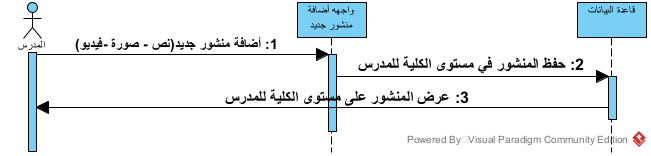 المدرس
واجهه أضافة
منشور جديد
قاعدة البيانات
1: أضافة منشور جديد(نص - صورة -فيديو)
2: حفظ المنشور في مستوى الكلية للمدرس
3: عرض المنشور على مستوى الكلية للمدرس
Powered By Visual Paradigm Community Edition